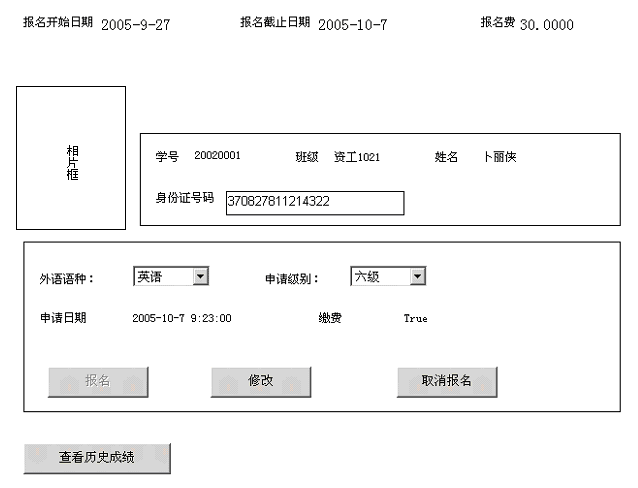 报名开始日期 2005-9-27 报名截止日期 2005-10-7 报名费 30.0000
相片框
学号 20020001 班级 资工1021 姓名 卜丽侠
身份证号码 370827811214322
外语语种： 英语 申请级别： 六级
申请日期 2005-10-7 9:23:00 缴费 True
报名 修改 取消报名
查看历史成绩